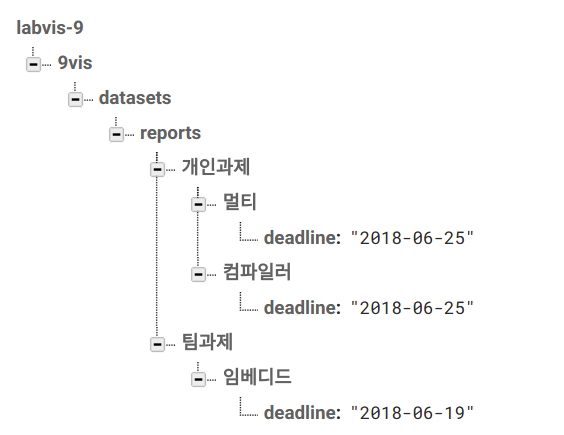 labvis-9
9vis
datasets
reports
개인과제
멀티
deadline: "2018-06-25"
컴파일러
deadline: "2018-06-25"
팀과제
임베디드
deadline: "2018-06-19"